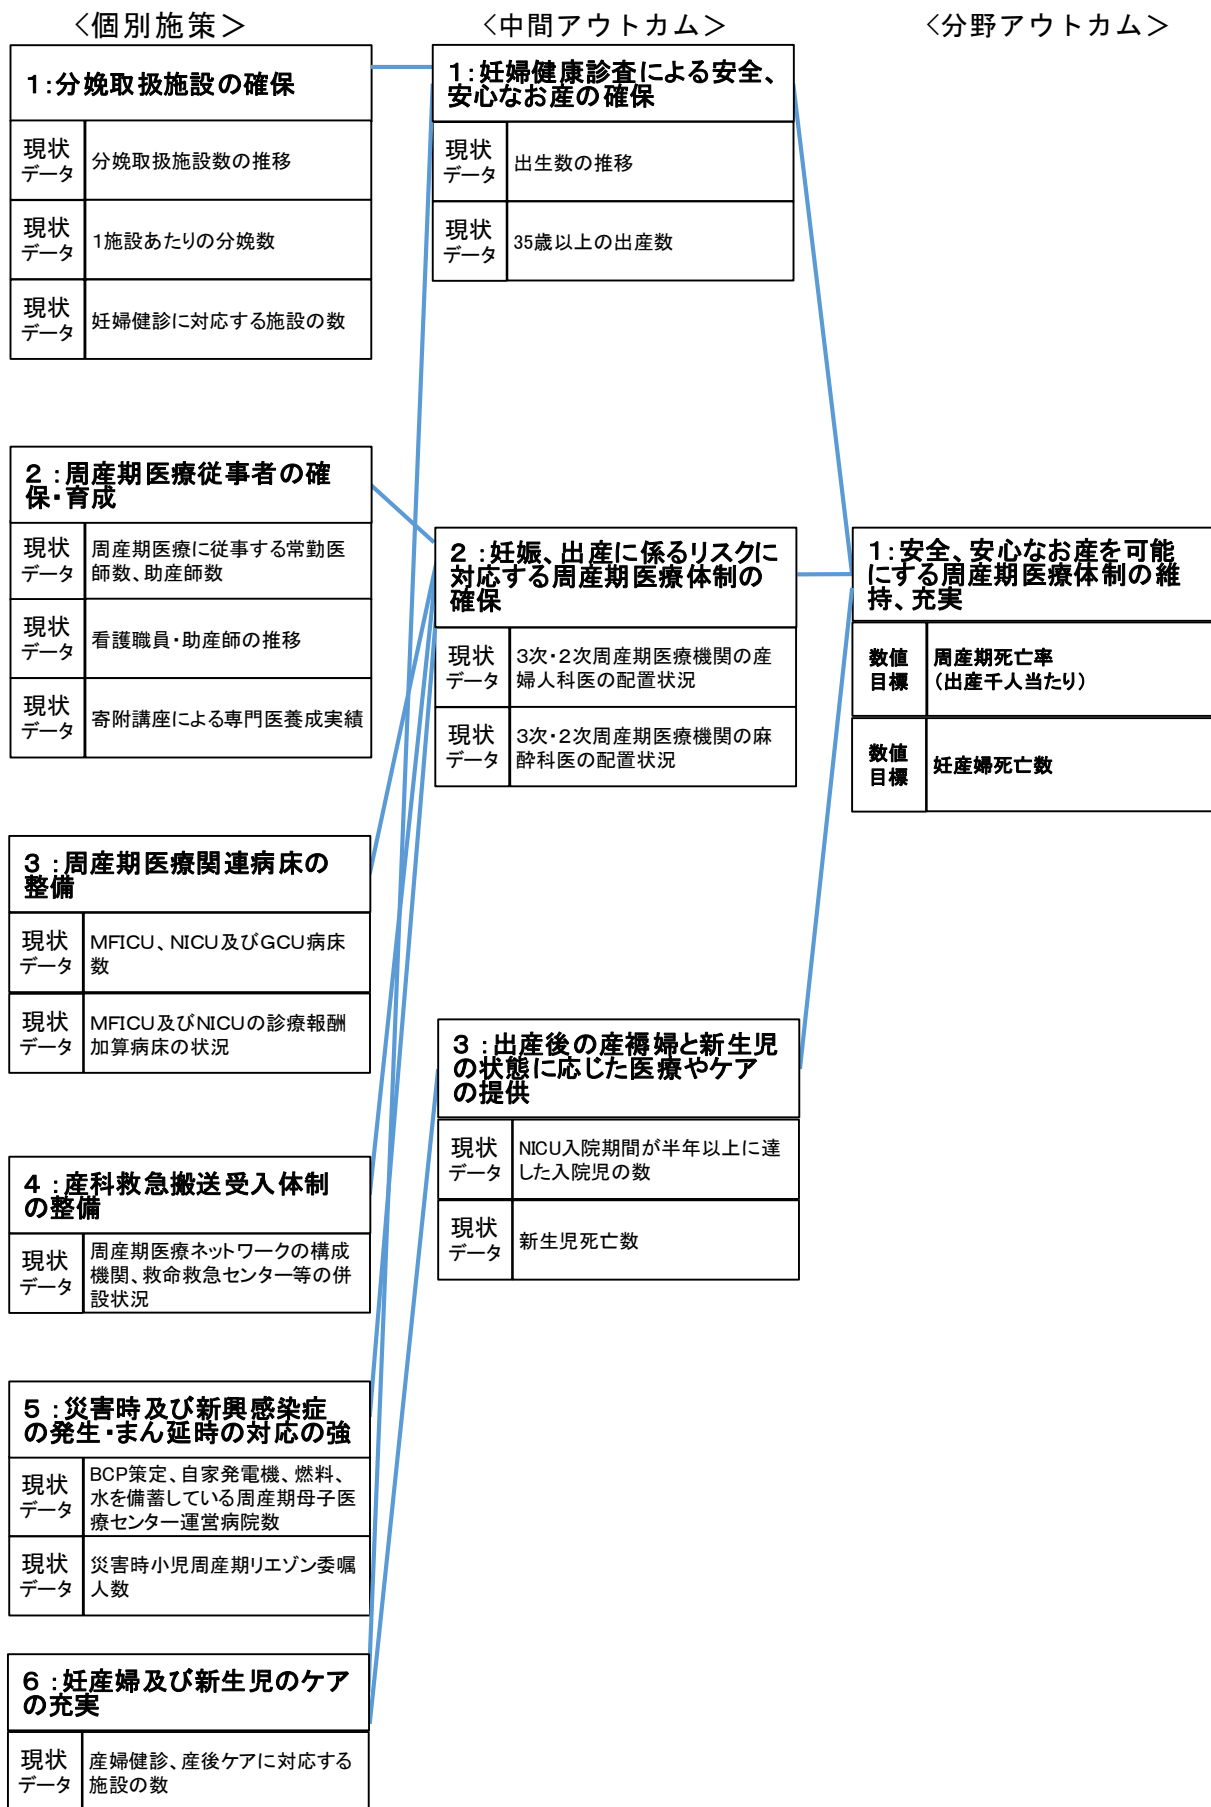 ＜個別施策＞
1：分娩取扱施設の確保
現状
データ
分娩取扱施設数の推移
現状
データ
1施設あたりの分娩数
現状
データ
妊婦健診に対応する施設の数
2：周産期医療従事者の確
保・育成
現状
データ
周産期医療に従事する常勤医
師数、助産師数
現状
データ
看護職員・助産師の推移
現状
データ
寄附講座による専門医養成実績
3：周産期医療関連病床の
整備
現状
データ
MFICU、NICU及びGCU病床
数
現状
データ
MFICU及びNICUの診療報酬
加算病床の状況
4：産科救急搬送受入体制
の整備
現状
データ
周産期医療ネットワークの構成
機関、救命救急センター等の併
設状況
5：災害時及び新興感染症
の発生・まん延時の対応の強
現状
データ
BCP策定、自家発電機、燃料、
水を備蓄している周産期母子医
療センター運営病院数
現状
データ
災害時小児周産期リエゾン委嘱
人数
6：妊産婦及び新生児のケア
の充実
現状
データ
産婦健診、産後ケアに対応する
施設の数
＜中間アウトカム＞
1：妊婦健康診査による安全、
安心なお産の確保
現状
データ
出生数の推移
現状
データ
35歳以上の出産数
2：妊娠、出産に係るリスクに
対応する周産期医療体制の
確保
現状
データ
3次・2次周産期医療機関の産
婦人科医の配置状況
現状
データ
3次・2次周産期医療機関の麻
酔科医の配置状況
3：出産後の産褥婦と新生児
の状態に応じた医療やケア
の提供
現状
データ
NICU入院期間が半年以上に達
した入院児の数
現状
データ
新生児死亡数
＜分野アウトカム＞
1：安全、安心なお産を可能
にする周産期医療体制の維
持、充実
数値
目標
周産期死亡率
（出産千人当たり）
数値
目標
妊産婦死亡数